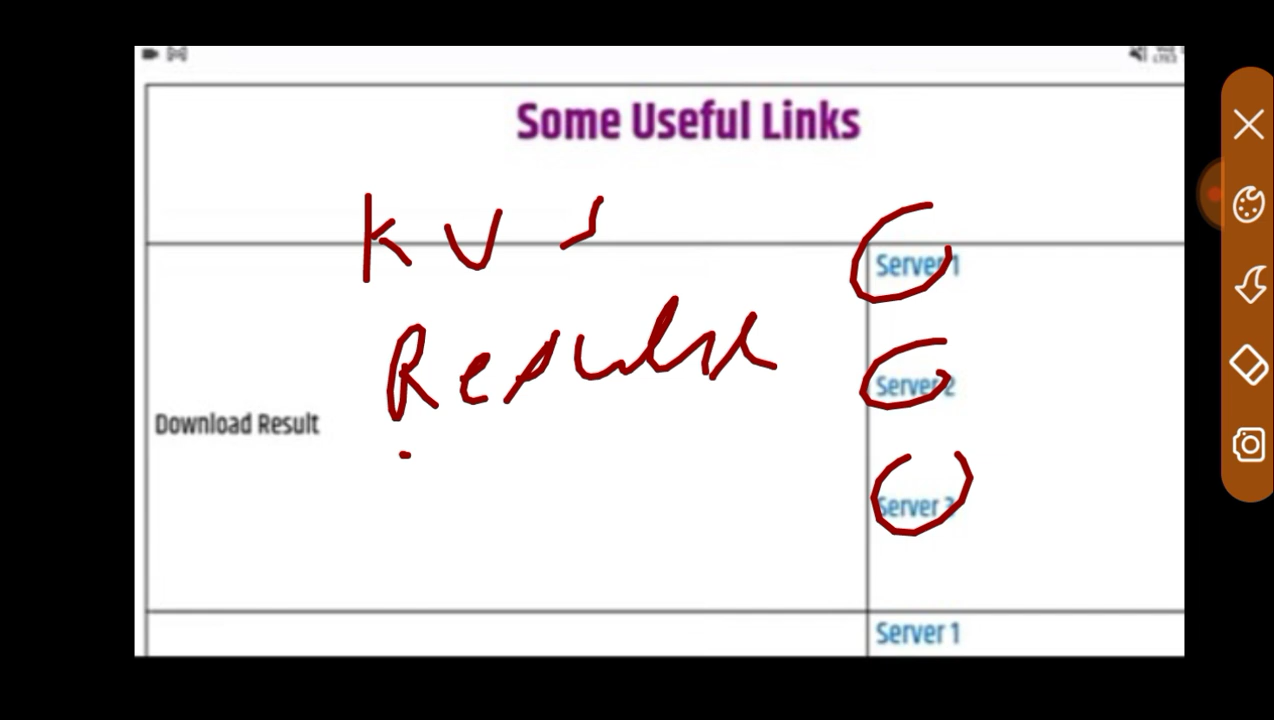 Some Useful Links
KVS
Result
Server 1
Server 2
Server 3
Download Result
Server 1